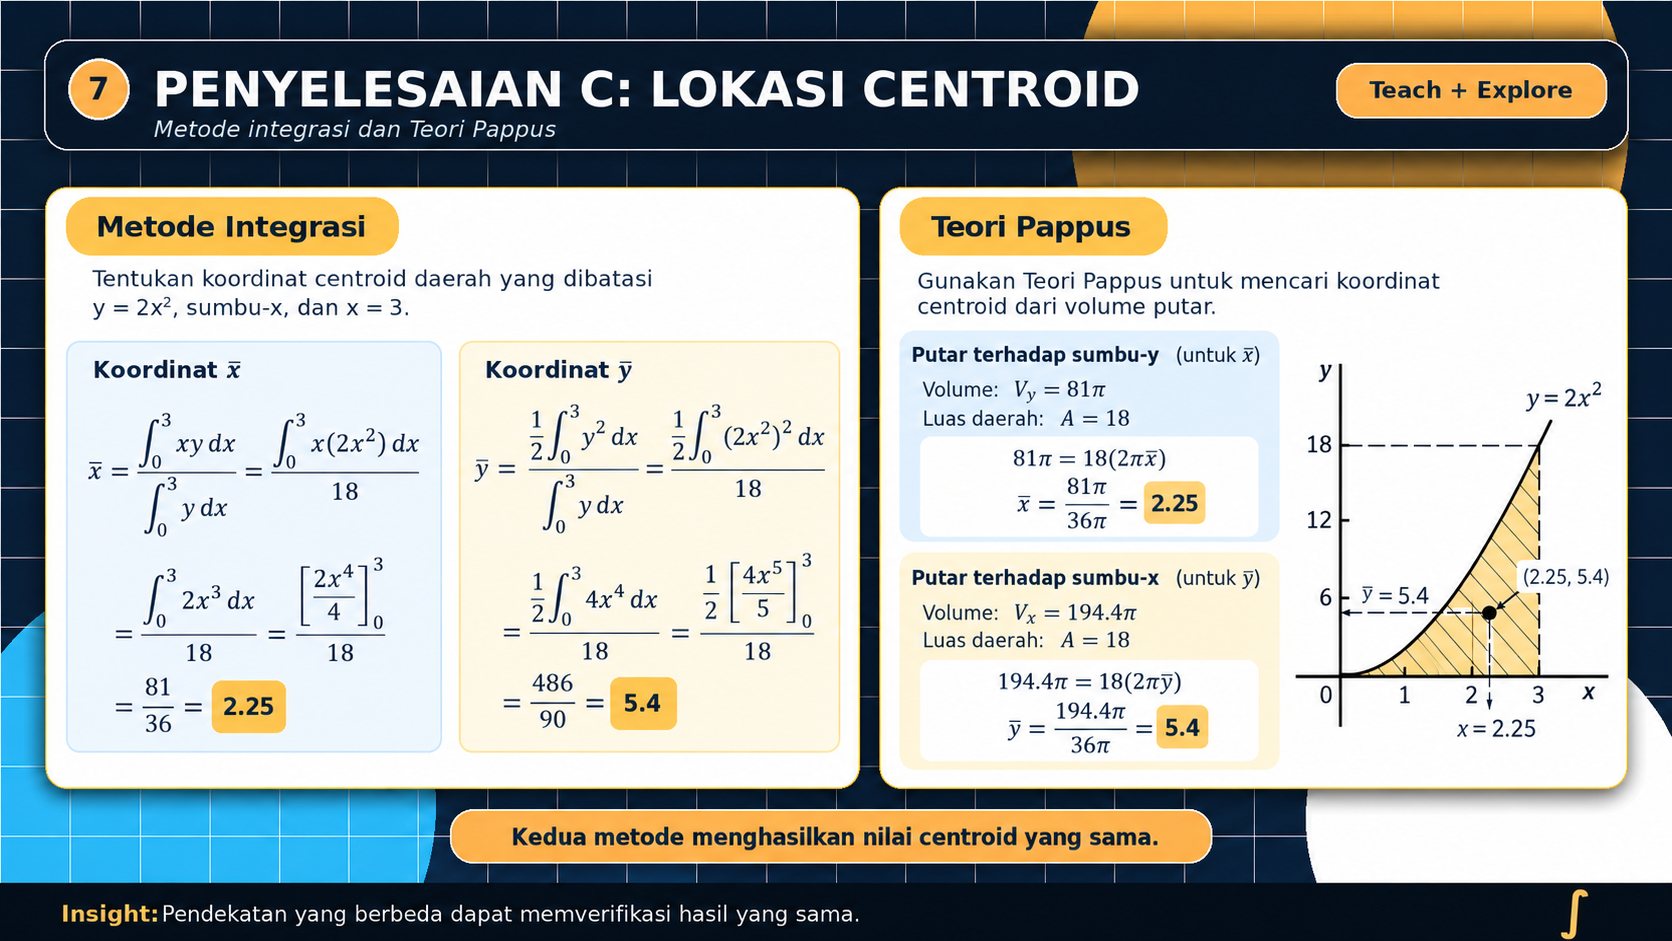 7
PENYELESAIAN C: LOKASI CENTROID
Metode integrasi dan Teori Pappus
Teach + Explore
Metode Integrasi
Tentukan koordinat centroid daerah yang dibatasi
y = 2x², sumbu-x, dan x = 3.
Koordinat x̄
x̄ = ∫₀³ xy dx / ∫₀³ y dx = ∫₀³ x(2x²) dx / 18
= ∫₀³ 2x³ dx / 18 = [2x⁴/4]₀³ / 18
= 81/36 = 2.25
Koordinat ȳ
ȳ = ½∫₀³ y² dx / ∫₀³ y dx = ½∫₀³ (2x²)² dx / 18
= ½∫₀³ 4x⁴ dx / 18 = ½ [4x⁵/5]₀³ / 18
= 486/90 = 5.4
Teori Pappus
Gunakan Teori Pappus untuk mencari koordinat
centroid dari volume putar.
Putar terhadap sumbu-y (untuk x̄)
Volume: V_y = 81π
Luas daerah: A = 18
81π = 18(2πx̄)
x̄ = 81π/36π = 2.25
Putar terhadap sumbu-x (untuk ȳ)
Volume: Vₓ = 194.4π
Luas daerah: A = 18
194.4π = 18(2πȳ)
ȳ = 194.4π/36π = 5.4
y
y = 2x²
18
12
6
ȳ = 5.4
(2.25, 5.4)
0 1 2 3 x
x = 2.25
Kedua metode menghasilkan nilai centroid yang sama.
Insight: Pendekatan yang berbeda dapat memverifikasi hasil yang sama.
∫